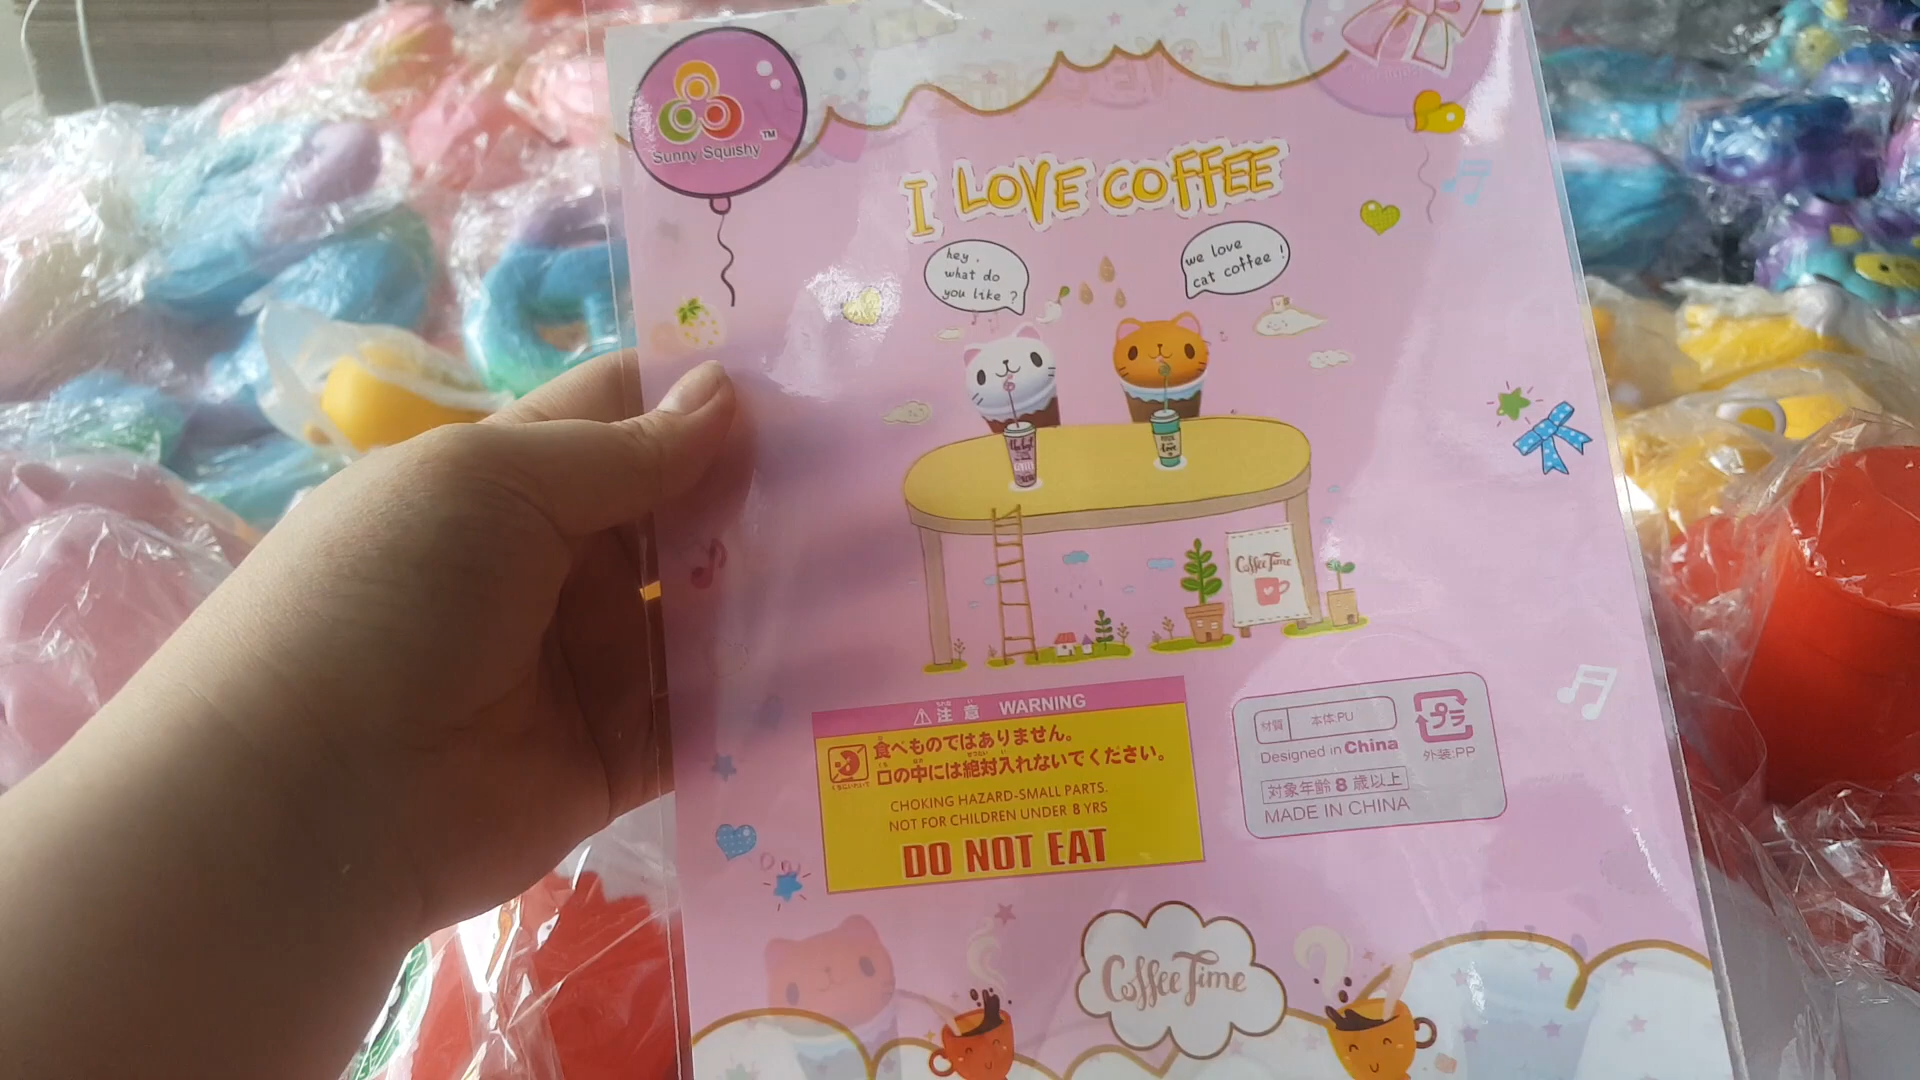 Sunny Squishy ™
I LOVE COFFEE
hey,
what do
you like ?
we love
cat coffee !
Coffee Time
注意 WARNING
食べものではありません。
口の中には絶対入れないでください。
CHOKING HAZARD-SMALL PARTS.
NOT FOR CHILDREN UNDER 8 YRS
DO NOT EAT
材質 本体:PU
プラ
Designed in China
外装:PP
対象年齢 8 歳以上
MADE IN CHINA
Coffee Time